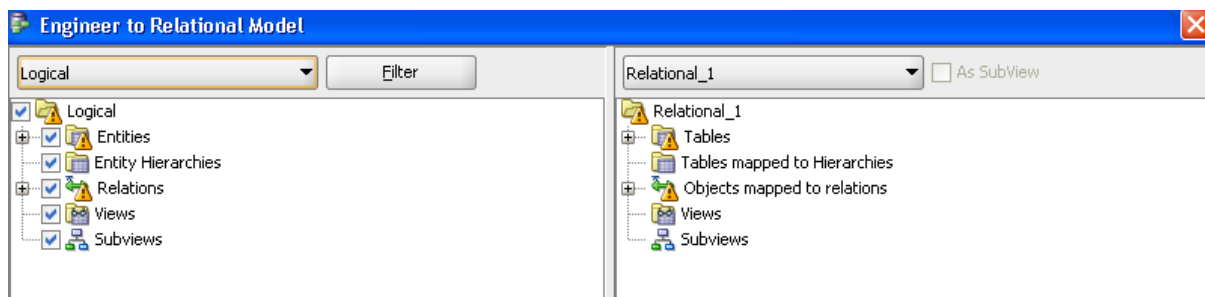 Engineer to Relational Model
Logical
Filter
Relational_1
As SubView
Logical
Entities
Entity Hierarchies
Relations
Views
Subviews
Relational_1
Tables
Tables mapped to Hierarchies
Objects mapped to relations
Views
Subviews